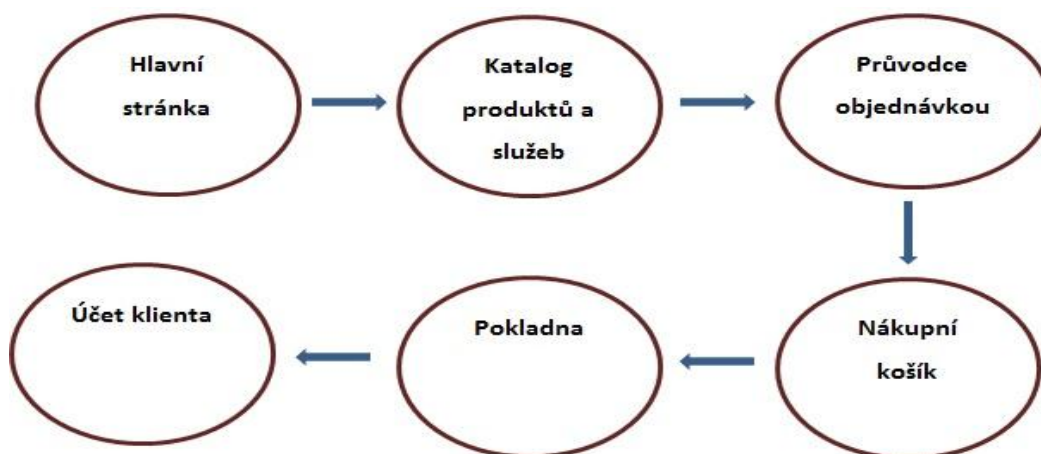 Hlavní
stránka
Katalog
produktů a
služeb
Průvodce
objednávkou
Nákupní
košík
Pokladna
Účet klienta